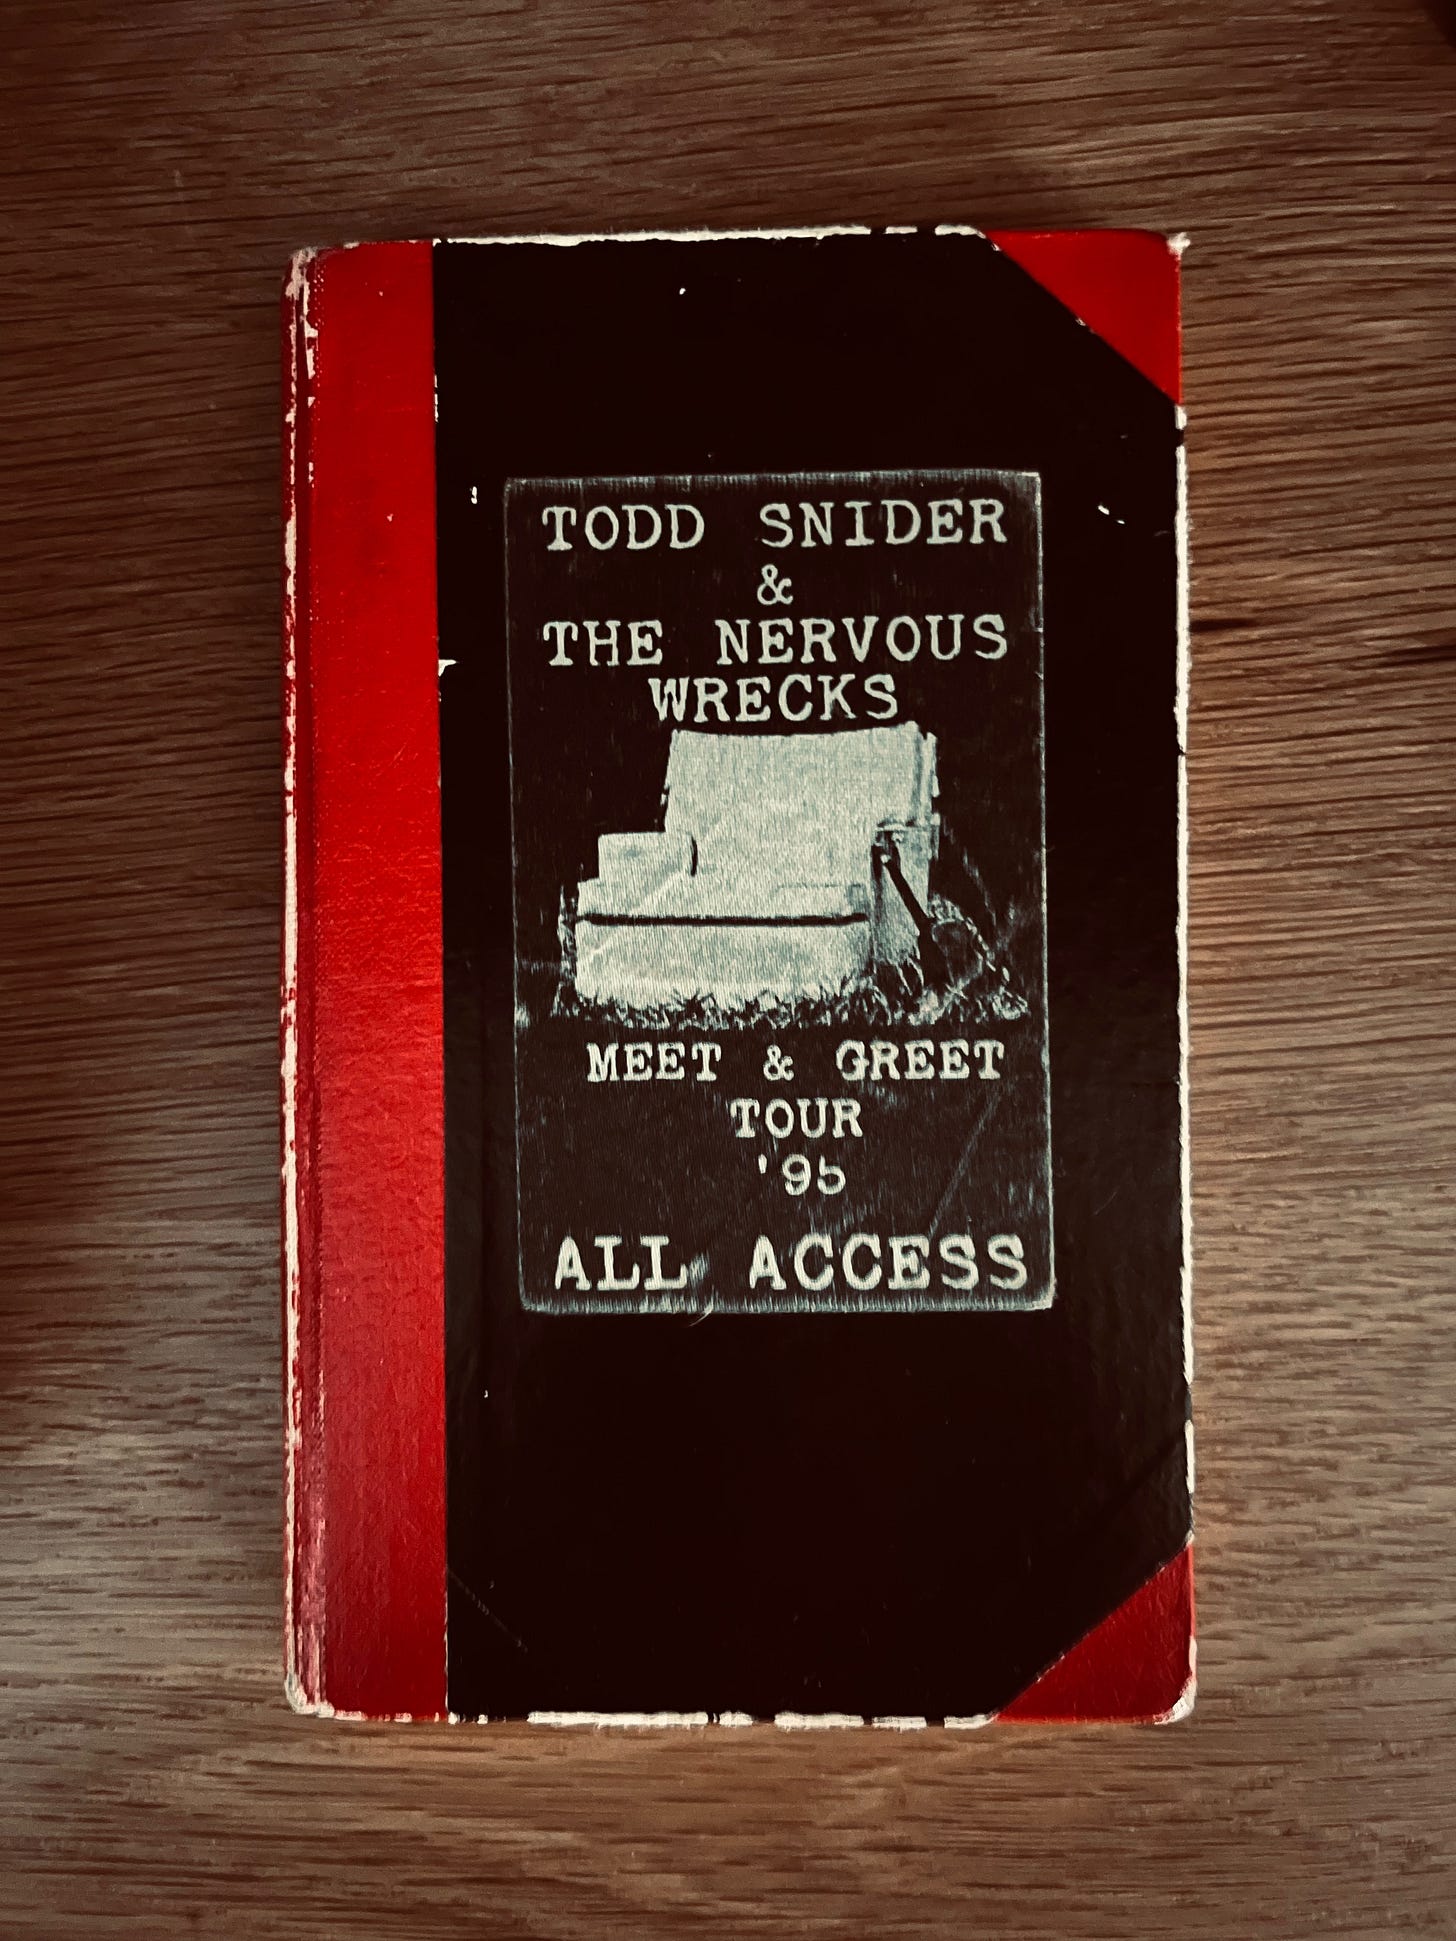 TODD SNIDER
&
THE NERVOUS
WRECKS
MEET & GREET
TOUR
'95
ALL ACCESS